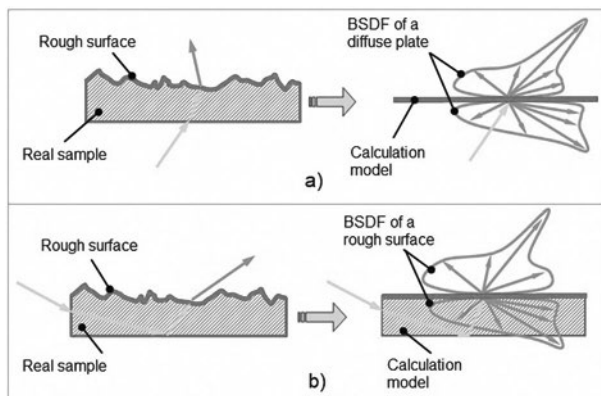 Rough surface
Real sample
BSDF of a
diffuse plate
Calculation
model
a)
Rough surface
Real sample
BSDF of a
rough surface
Calculation
model
b)